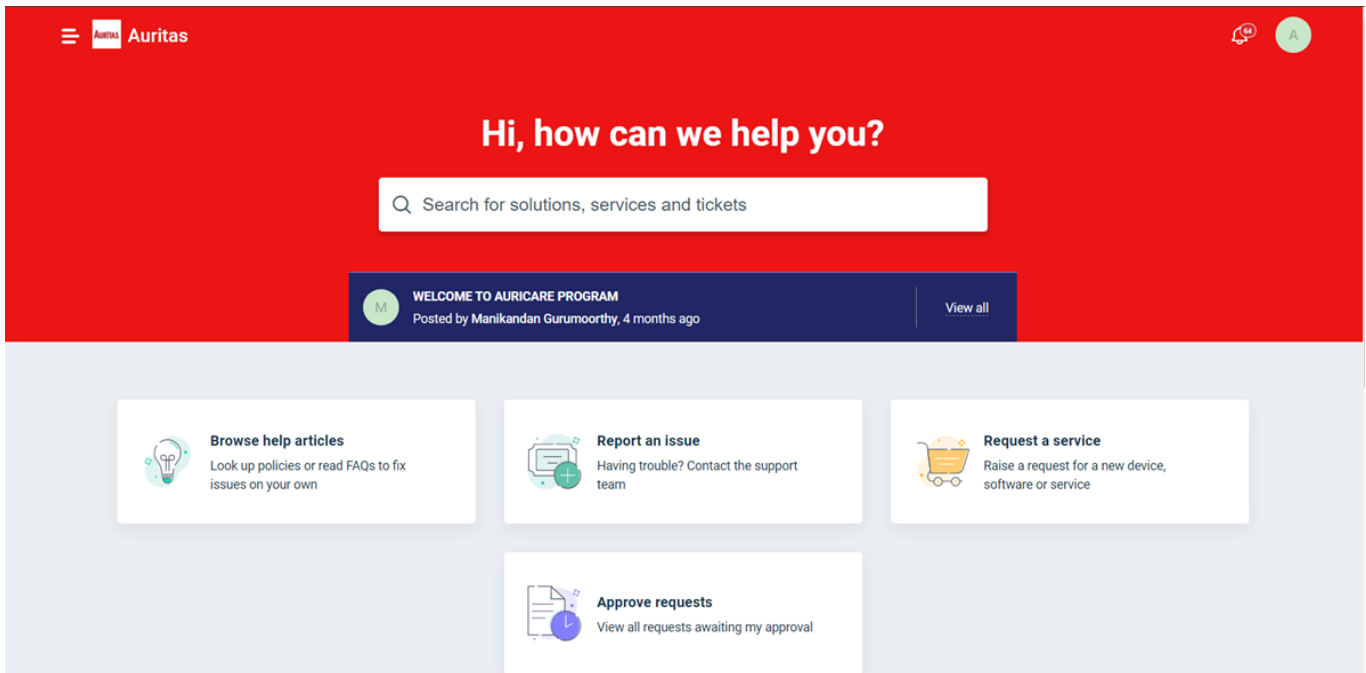 AURITAS Auritas
64
A
Hi, how can we help you?
Search for solutions, services and tickets
M
WELCOME TO AURICARE PROGRAM
Posted by Manikandan Gurumoorthy, 4 months ago
View all
Browse help articles
Look up policies or read FAQs to fix
issues on your own
Report an issue
Having trouble? Contact the support
team
Request a service
Raise a request for a new device,
software or service
Approve requests
View all requests awaiting my approval